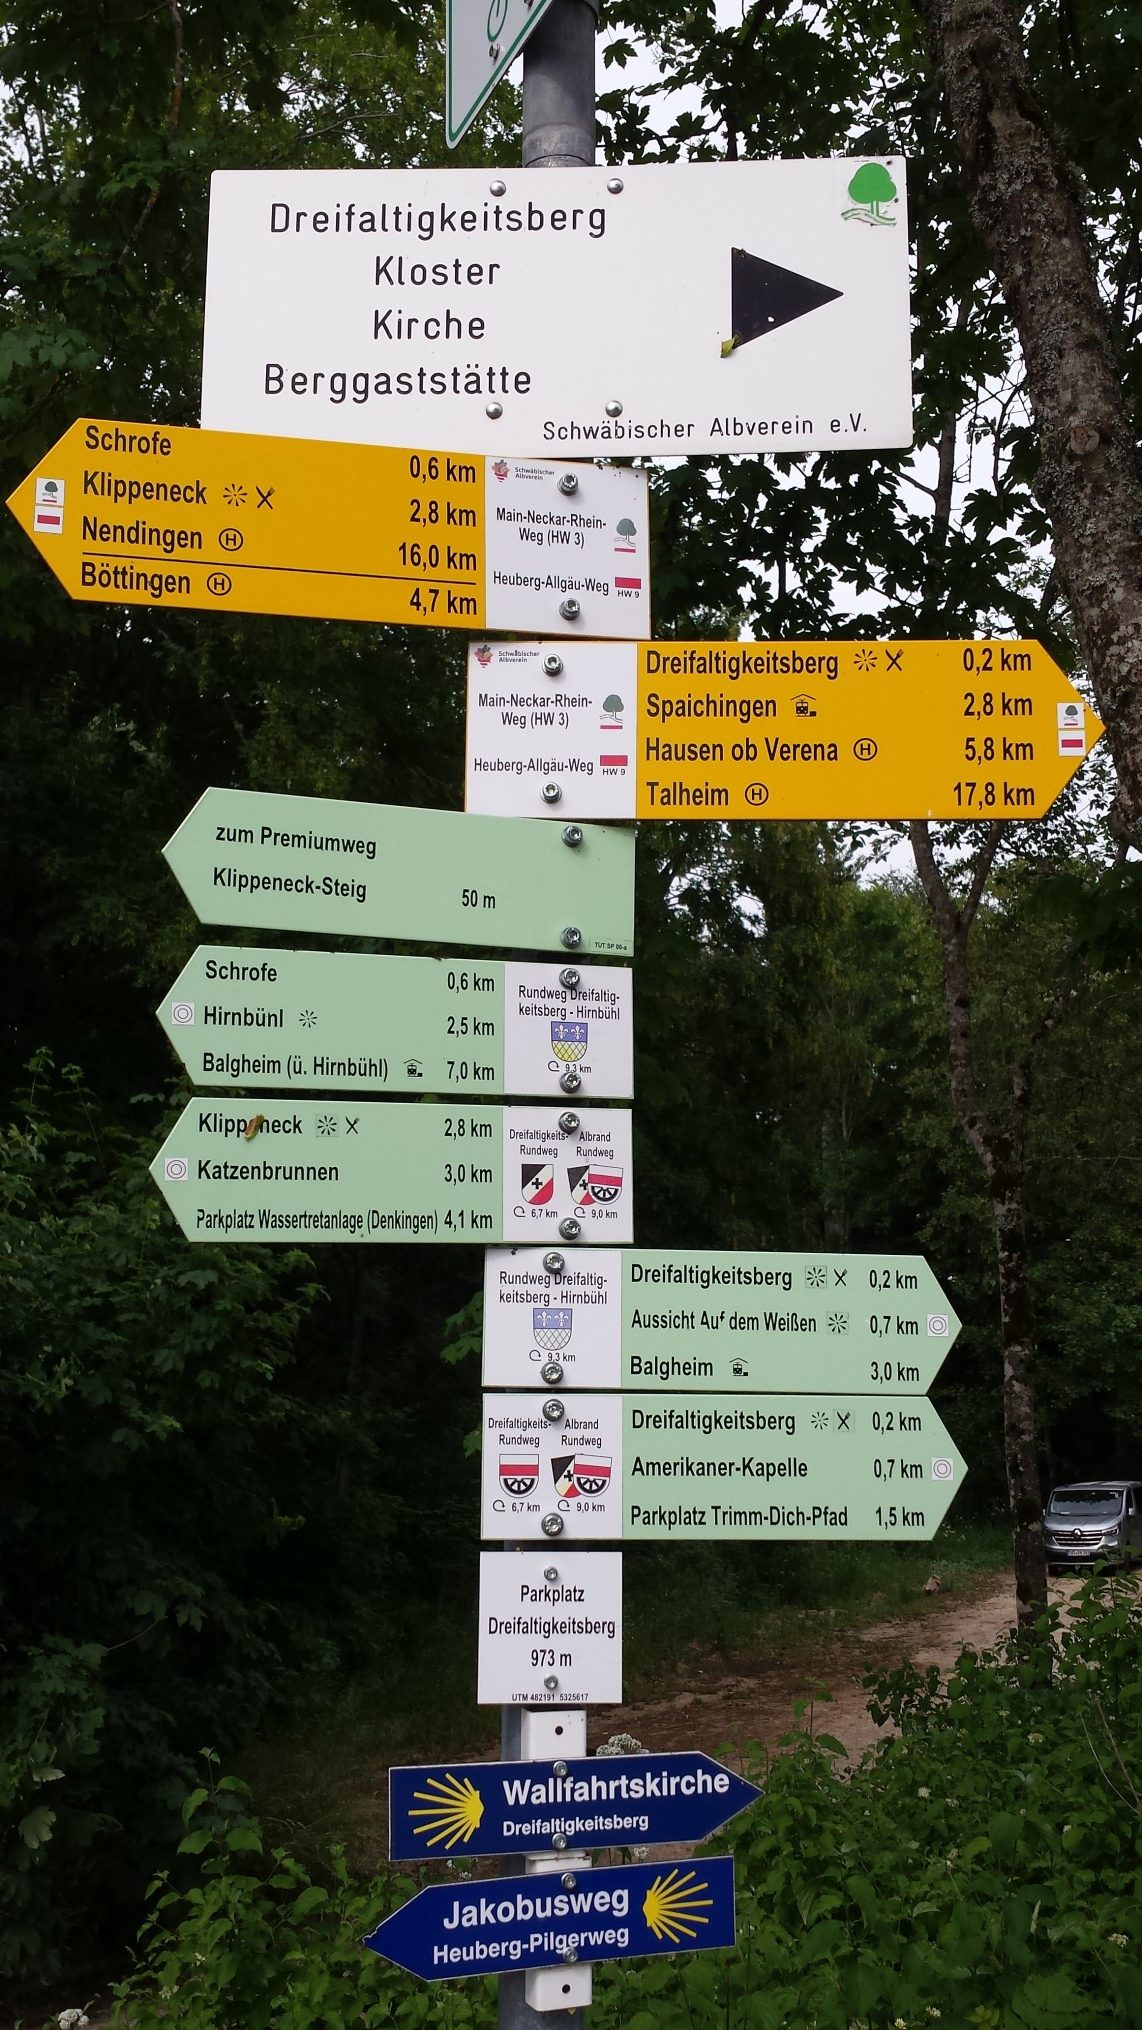 Dreifaltigkeitsberg
Kloster
Kirche
Berggaststätte
Schwäbischer Albverein e.V.
Schrofe 0,6 km
Klippeneck 2,8 km
Nendingen H 16,0 km
Böttingen H 4,7 km
Schwäbischer
Albverein
Main-Neckar-Rhein-
Weg (HW 3)
Heuberg-Allgäu-Weg
HW 9
Schwäbischer
Albverein
Main-Neckar-Rhein-
Weg (HW 3)
Heuberg-Allgäu-Weg
HW 9
Dreifaltigkeitsberg 0,2 km
Spaichingen 2,8 km
Hausen ob Verena H 5,8 km
Talheim H 17,8 km
zum Premiumweg
Klippeneck-Steig 50 m
TUT SP 00-a
Schrofe 0,6 km
Hirnbünl 2,5 km
Balgheim (ü. Hirnbühl) 7,0 km
Rundweg Dreifaltig-
keitsberg - Hirnbühl
9,3 km
Klippeneck 2,8 km
Katzenbrunnen 3,0 km
Parkplatz Wassertretanlage (Denkingen) 4,1 km
Dreifaltigkeits-
Rundweg
6,7 km
Albrand
Rundweg
9,0 km
Rundweg Dreifaltig-
keitsberg - Hirnbühl
9,3 km
Dreifaltigkeitsberg 0,2 km
Aussicht Auf dem Weißen 0,7 km
Balgheim 3,0 km
Dreifaltigkeits-
Rundweg
6,7 km
Albrand
Rundweg
9,0 km
Dreifaltigkeitsberg 0,2 km
Amerikaner-Kapelle 0,7 km
Parkplatz Trimm-Dich-Pfad 1,5 km
Parkplatz
Dreifaltigkeitsberg
973 m
UTM 482191 5325617
Wallfahrtskirche
Dreifaltigkeitsberg
Jakobusweg
Heuberg-Pilgerweg